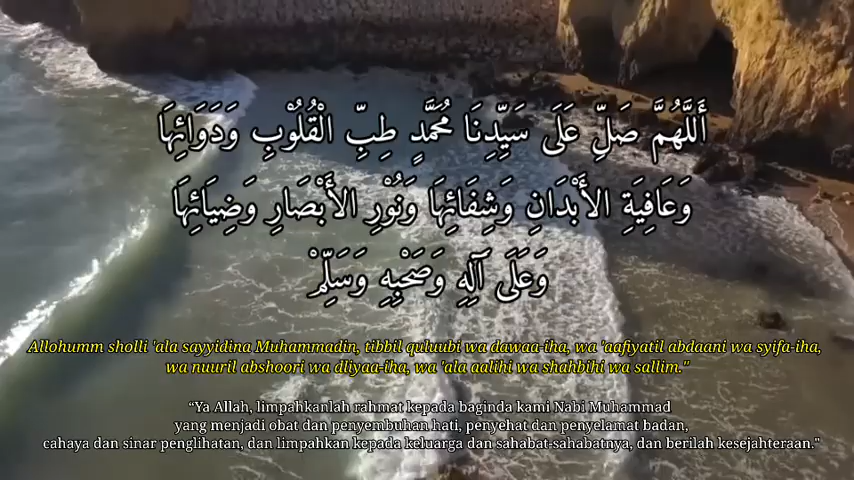 أَللَّهُمَّ صَلِّ عَلَى سَيِّدِنَا مُحَمَّدٍ طِبِّ الْقُلُوْبِ وَدَوَائِهَا
وَعَافِيَةِ الأَبْدَانِ وَشِفَائِهَا وَنُوْرِ الأَبْصَارِ وَضِيَائِهَا
وَعَلَى آلِهِ وَصَحْبِهِ وَسَلِّمْ
Allohumm sholli 'ala sayyidina Muhammadin, tibbil quluubi wa dawaa-iha, wa 'aafiyatil abdaani wa syifa-iha,
wa nuuril abshoori wa dliyaa-iha, wa 'ala aalihi wa shahbihi wa sallim."
“Ya Allah, limpahkanlah rahmat kepada baginda kami Nabi Muhammad
yang menjadi obat dan penyembuhan hati, penyehat dan penyelamat badan,
cahaya dan sinar penglihatan, dan limpahkan kepada keluarga dan sahabat-sahabatnya, dan berilah kesejahteraan."